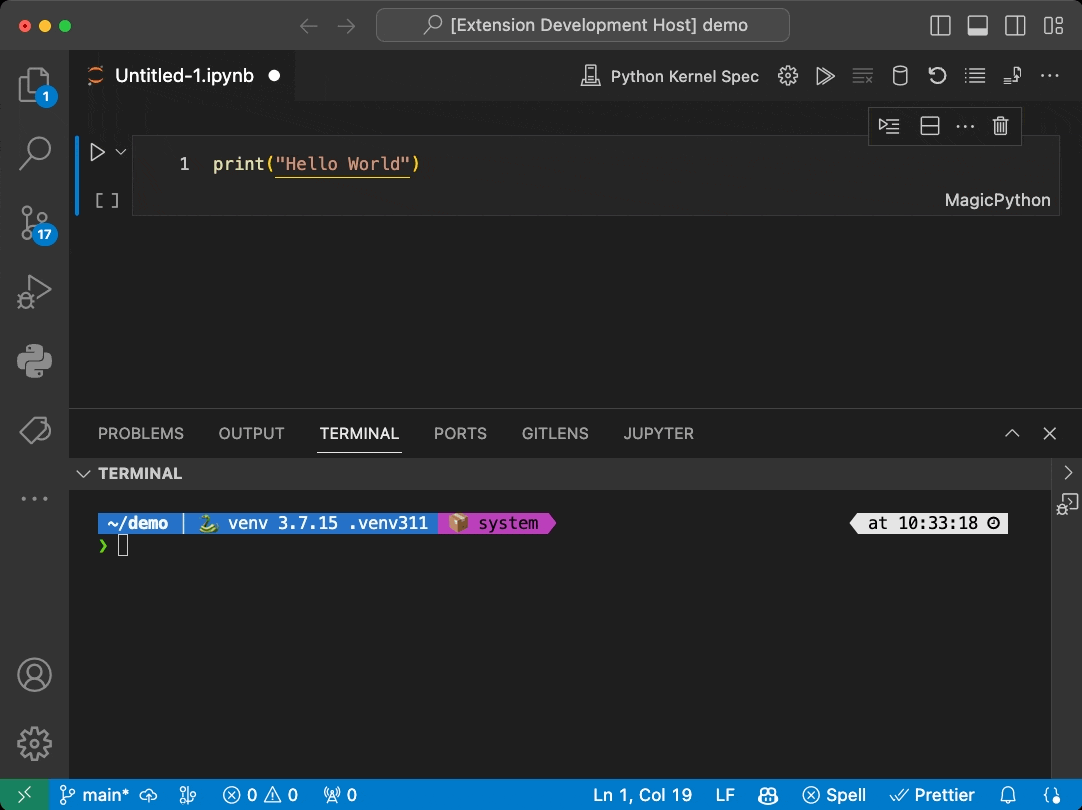 [Extension Development Host] demo
Untitled-1.ipynb
Python Kernel Spec
1
1 print("Hello World")
[ ]
MagicPython
17
PROBLEMS OUTPUT TERMINAL PORTS GITLENS JUPYTER
TERMINAL
~/demo | 🐍 venv 3.7.15 .venv311 📦 system at 10:33:18
❯
main* 0 0 0 Ln 1, Col 19 LF Spell Prettier